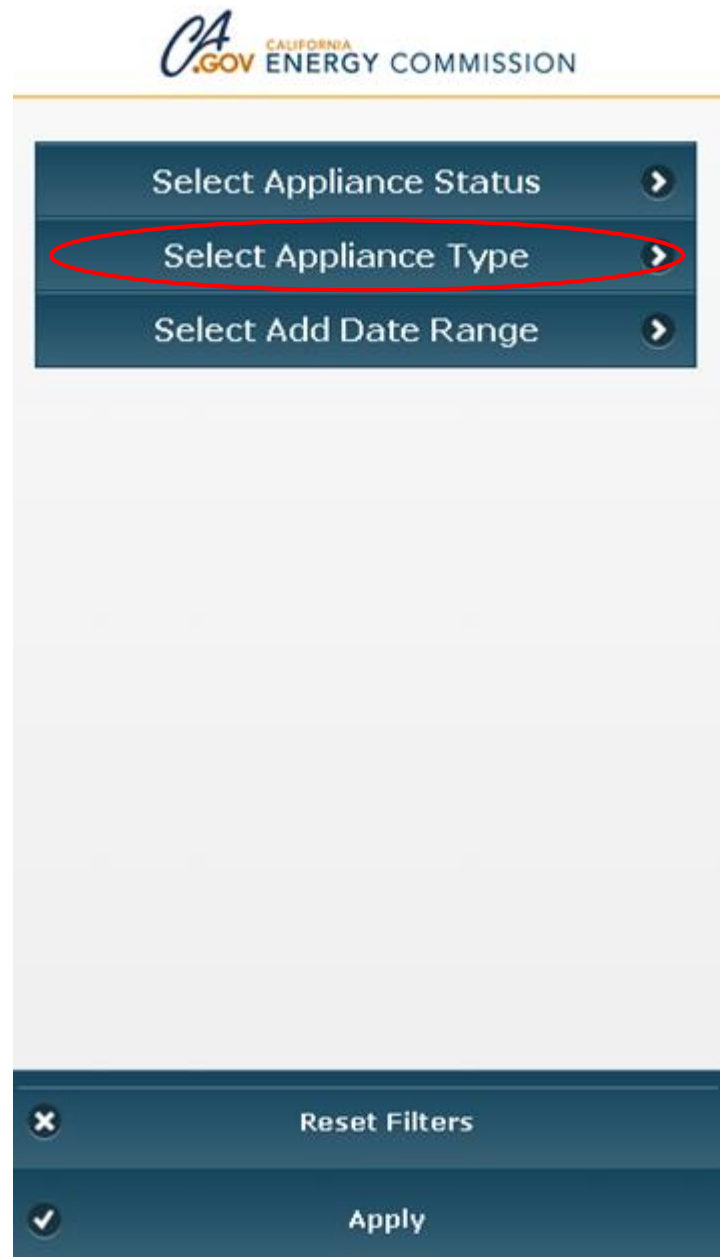 CA
.GOV
CALIFORNIA
ENERGY COMMISSION
Select Appliance Status
Select Appliance Type
Select Add Date Range
Reset Filters
Apply